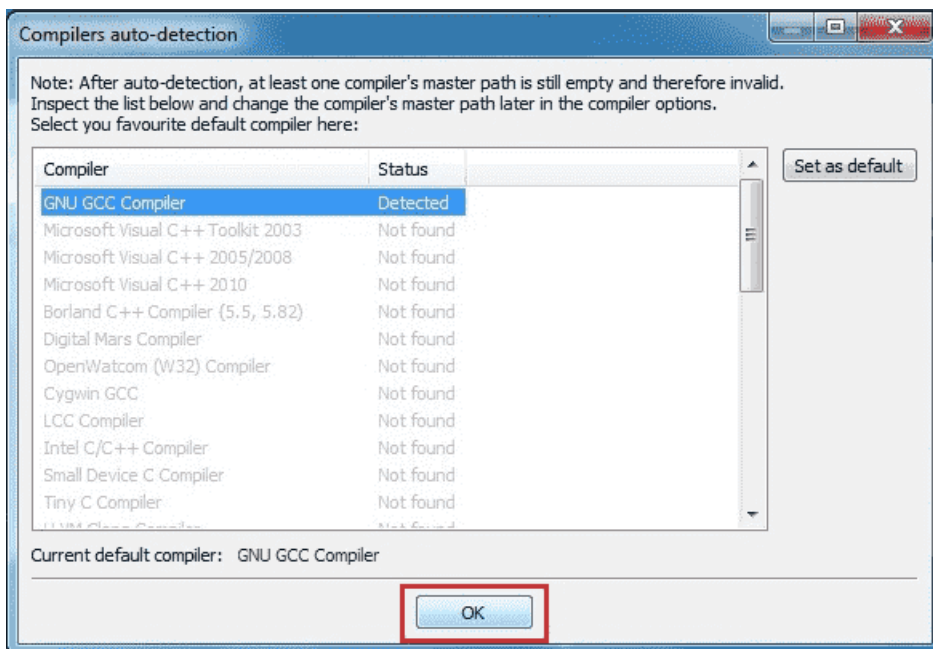 Compilers auto-detection
Note: After auto-detection, at least one compiler's master path is still empty and therefore invalid.
Inspect the list below and change the compiler's master path later in the compiler options.
Select you favourite default compiler here:
Compiler Status
Set as default
GNU GCC Compiler Detected
Microsoft Visual C++ Toolkit 2003 Not found
Microsoft Visual C++ 2005/2008 Not found
Microsoft Visual C++ 2010 Not found
Borland C++ Compiler (5.5, 5.82) Not found
Digital Mars Compiler Not found
OpenWatcom (W32) Compiler Not found
Cygwin GCC Not found
LCC Compiler Not found
Intel C/C++ Compiler Not found
Small Device C Compiler Not found
Tiny C Compiler Not found
Current default compiler: GNU GCC Compiler
OK